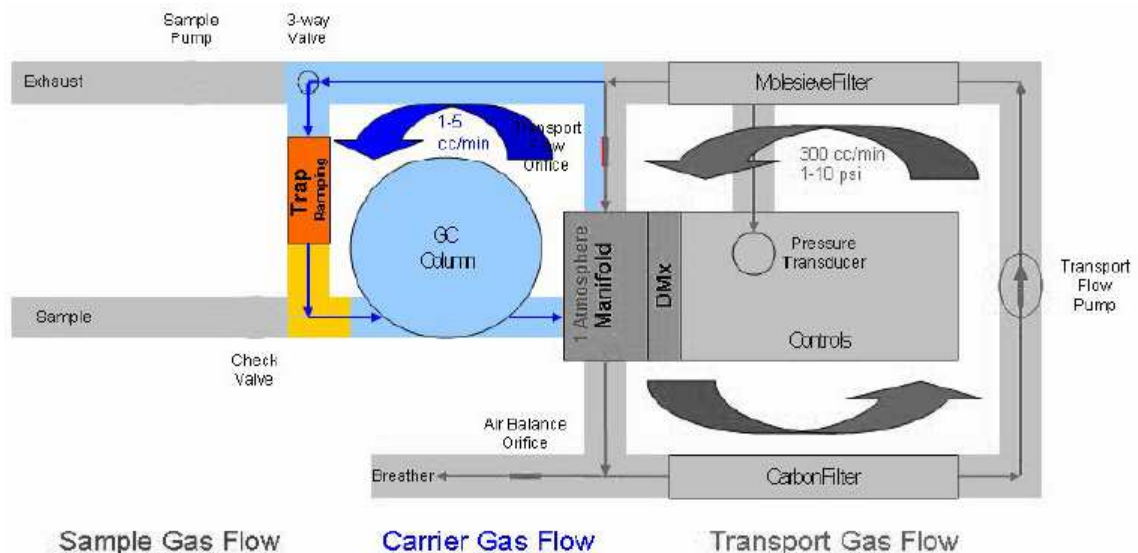 Sample
Pump
3-way
Valve
Exhaust
MolesieveFilter
1-5
cc/min
Transport
Flow
Orifice
300 cc/min
1-10 psi
Trap
Ramping
GC
Column
1 Atmosphere
Manifold
DMx
Pressure
Transducer
Controls
Transport
Flow
Pump
Sample
Check
Valve
Air Balance
Orifice
Breather
CarbonFilter
Sample Gas Flow
Carrier Gas Flow
Transport Gas Flow